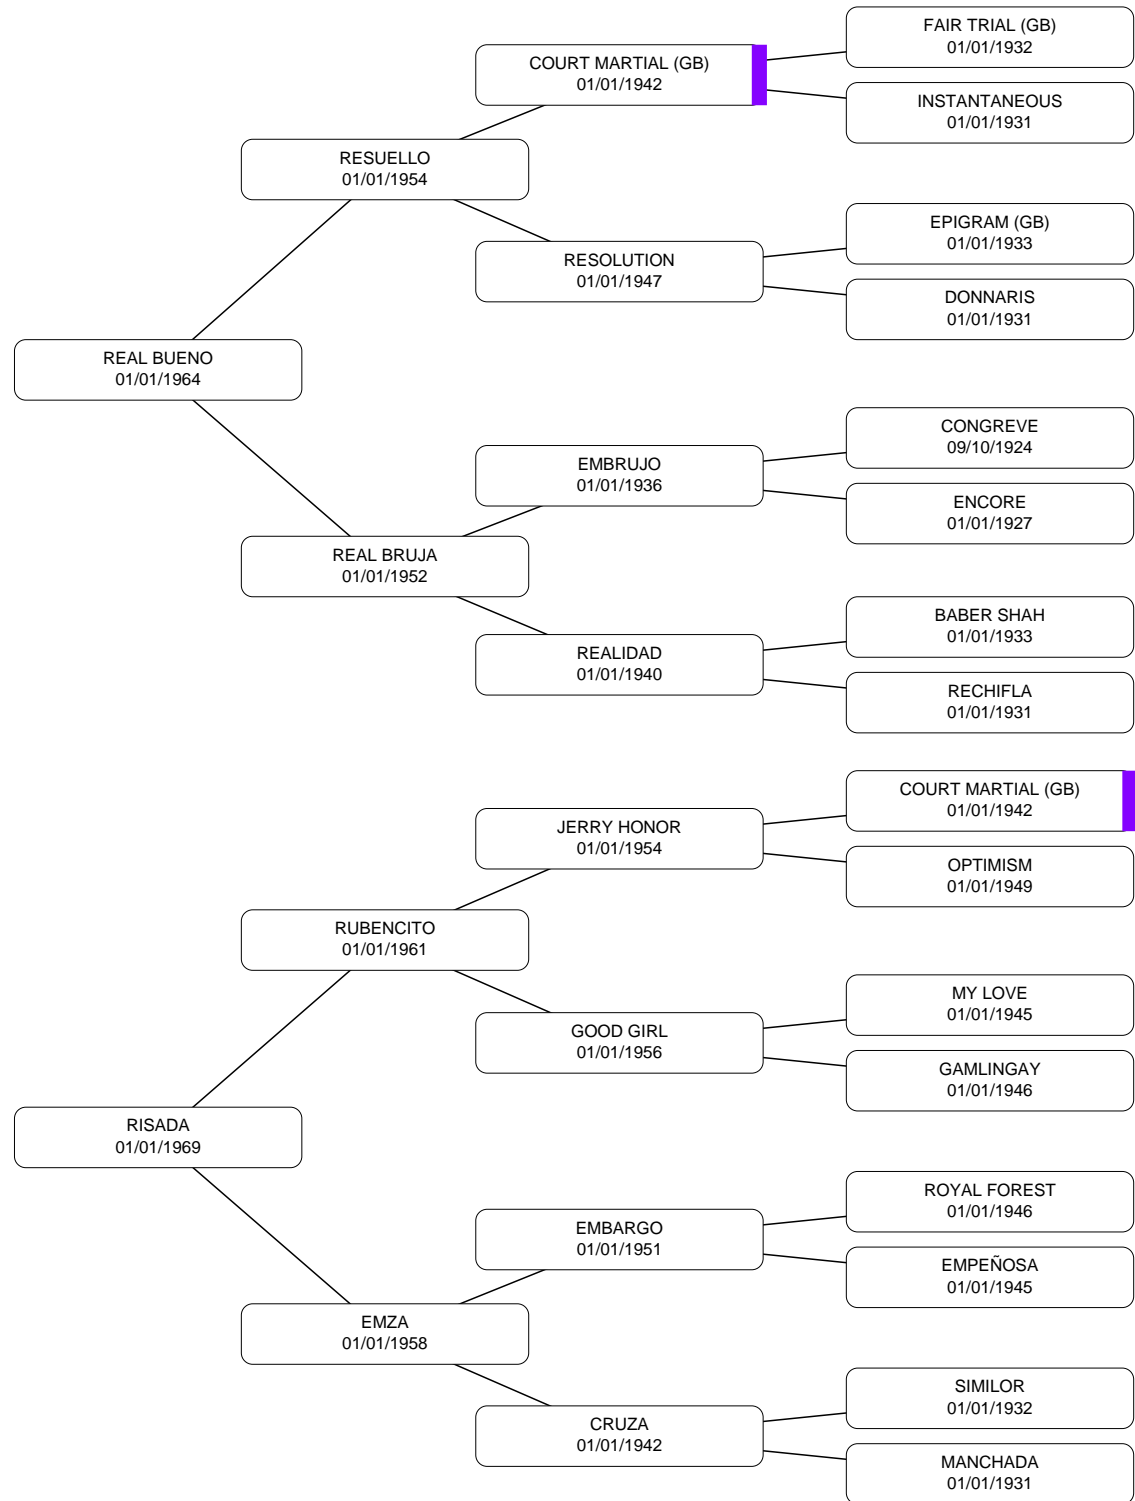 FAIR TRIAL (GB)
01/01/1932
COURT MARTIAL (GB)
01/01/1942
INSTANTANEOUS
01/01/1931
RESUELLO
01/01/1954
EPIGRAM (GB)
01/01/1933
RESOLUTION
01/01/1947
DONNARIS
01/01/1931
REAL BUENO
01/01/1964
CONGREVE
09/10/1924
EMBRUJO
01/01/1936
ENCORE
01/01/1927
REAL BRUJA
01/01/1952
BABER SHAH
01/01/1933
REALIDAD
01/01/1940
RECHIFLA
01/01/1931
COURT MARTIAL (GB)
01/01/1942
JERRY HONOR
01/01/1954
OPTIMISM
01/01/1949
RUBENCITO
01/01/1961
MY LOVE
01/01/1945
GOOD GIRL
01/01/1956
GAMLINGAY
01/01/1946
RISADA
01/01/1969
ROYAL FOREST
01/01/1946
EMBARGO
01/01/1951
EMPEÑOSA
01/01/1945
EMZA
01/01/1958
SIMILOR
01/01/1932
CRUZA
01/01/1942
MANCHADA
01/01/1931